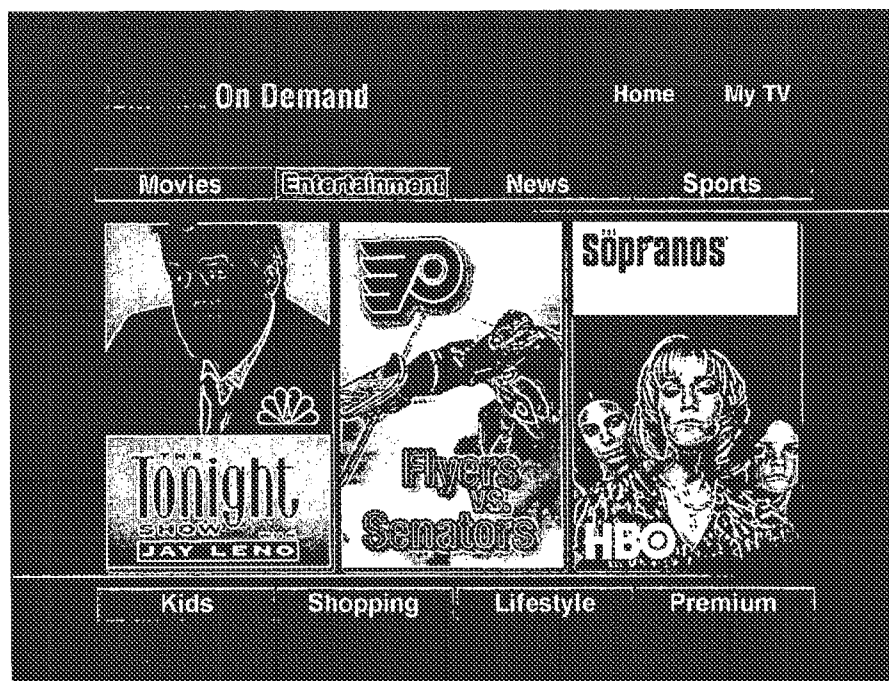 On Demand
Home
My TV
Movies
Entertainment
News
Sports
THE
Tonight
SHOW
JAY LENO
Flyers
vs.
Senators
Sopranos
HBO
Kids
Shopping
Lifestyle
Premium